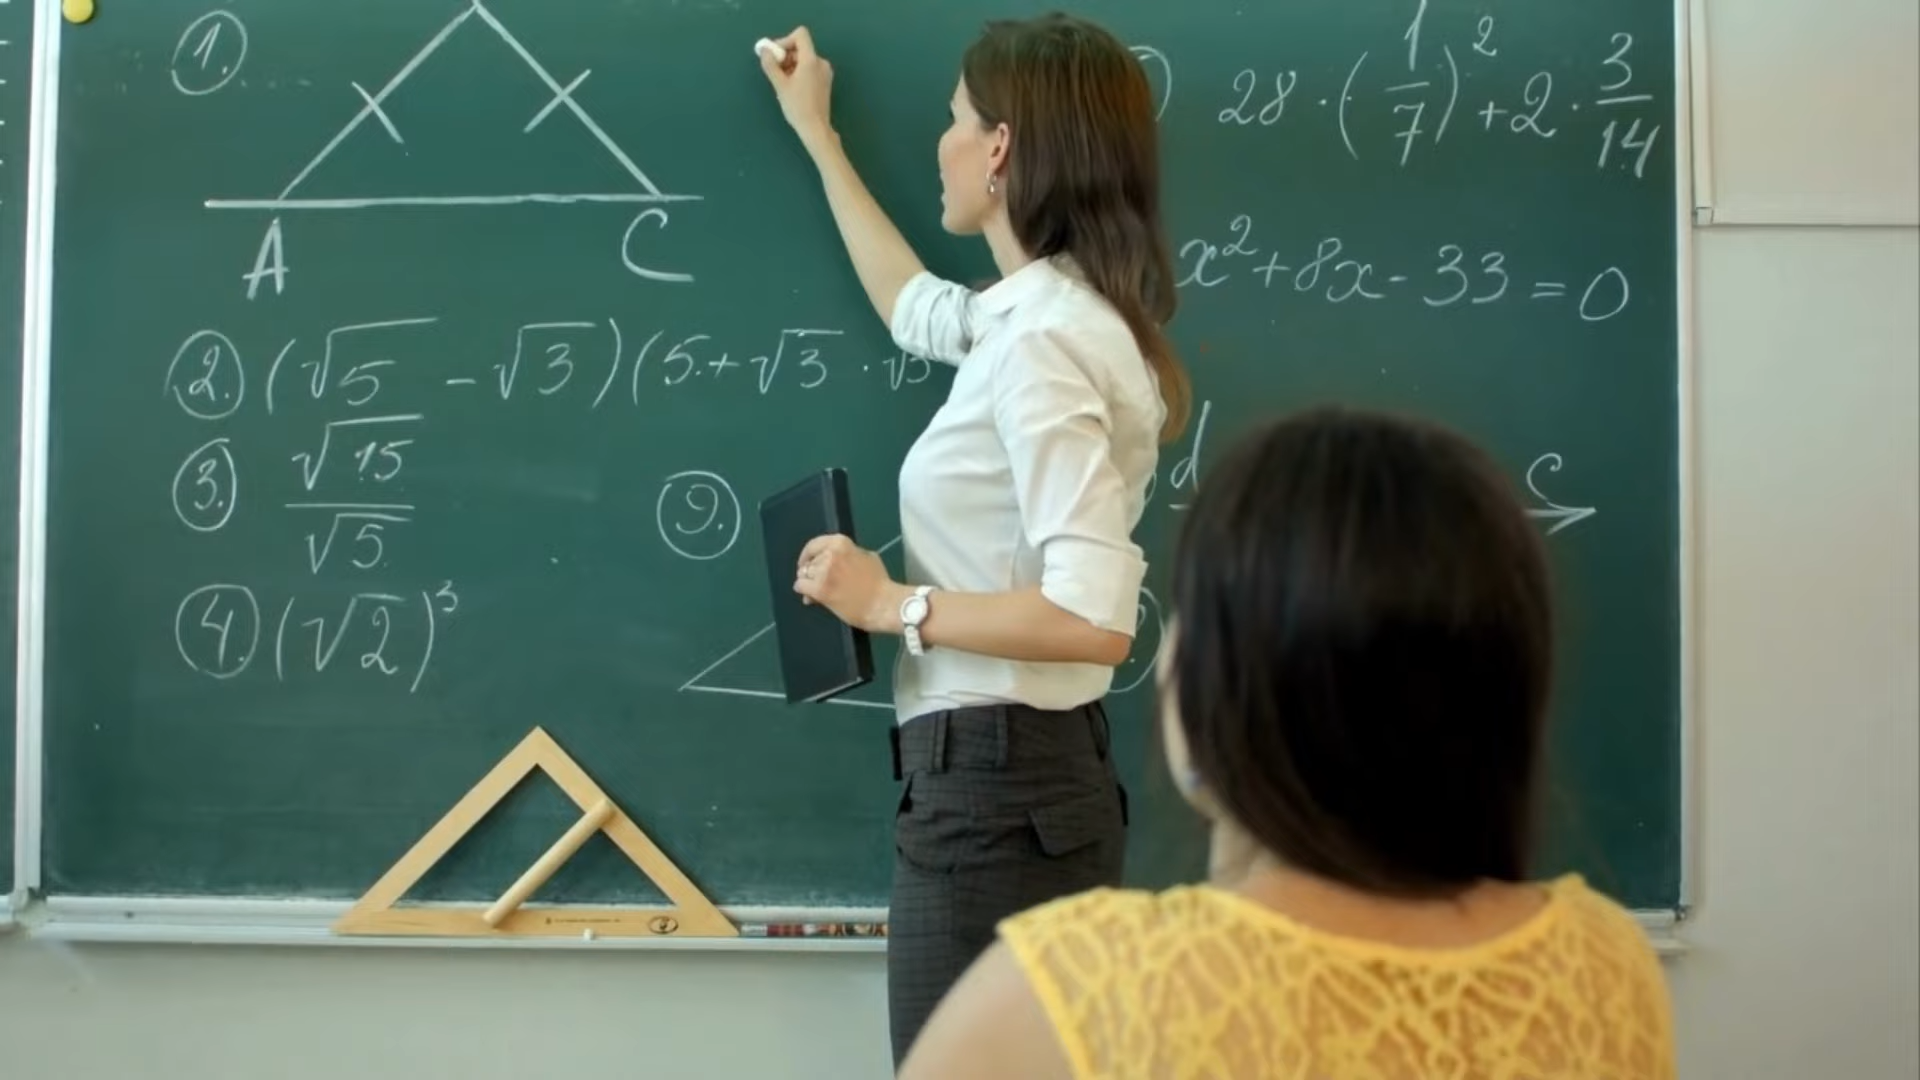 1.
A C
2. (√5 - √3)(5 + √3 · √3
3. √15 / √5
4. (√2)³
9.
28 · (1/7)² + 2 · 3/14
x² + 8x - 33 = 0
d c